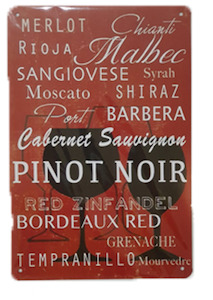 MERLOT Chianti
RIOJA Malbec
SANGIOVESE Syrah
Moscato SHIRAZ
Port BARBERA
Cabernet Sauvignon
PINOT NOIR
RED ZINFANDEL
BORDEAUX RED
GRENACHE
TEMPRANILLO Mourvedre